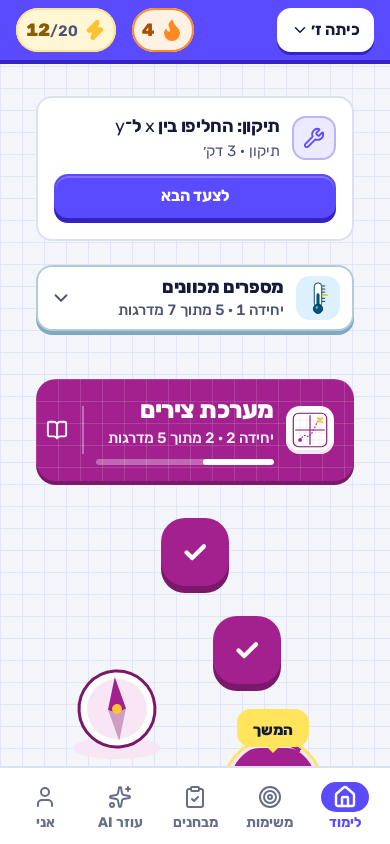 כיתה ז׳
4
12/20
תיקון: החליפו בין x ל־y
תיקון • 3 דק׳
לצעד הבא
מספרים מכוונים
יחידה 1 • 5 מתוך 7 מדרגות
מערכת צירים
יחידה 2 • 2 מתוך 5 מדרגות
המשך
לימוד
משימות
מבחנים
עוזר AI
אני